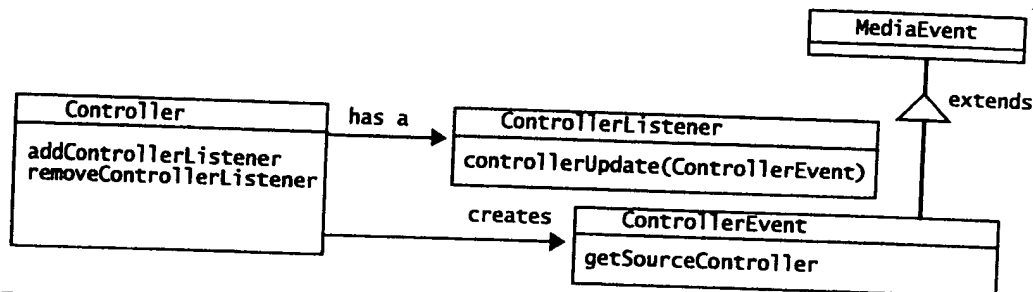 MediaEvent
extends
Controller
addControllerListener
removeControllerListener
has a
ControllerListener
controllerUpdate(ControllerEvent)
creates
ControllerEvent
getSourceController